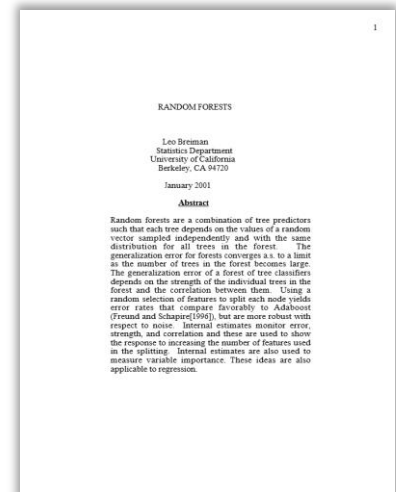 1
RANDOM FORESTS
Leo Breiman
Statistics Department
University of California
Berkeley, CA 94720
January 2001
Abstract
Random forests are a combination of tree predictors
such that each tree depends on the values of a random
vector sampled independently and with the same
distribution for all trees in the forest. The
generalization error for forests converges a.s. to a limit
as the number of trees in the forest becomes large.
The generalization error of a forest of tree classifiers
depends on the strength of the individual trees in the
forest and the correlation between them. Using a
random selection of features to split each node yields
error rates that compare favorably to Adaboost
(Freund and Schapire[1996]), but are more robust with
respect to noise. Internal estimates monitor error,
strength, and correlation and these are used to show
the response to increasing the number of features used
in the splitting. Internal estimates are also used to
measure variable importance. These ideas are also
applicable to regression.